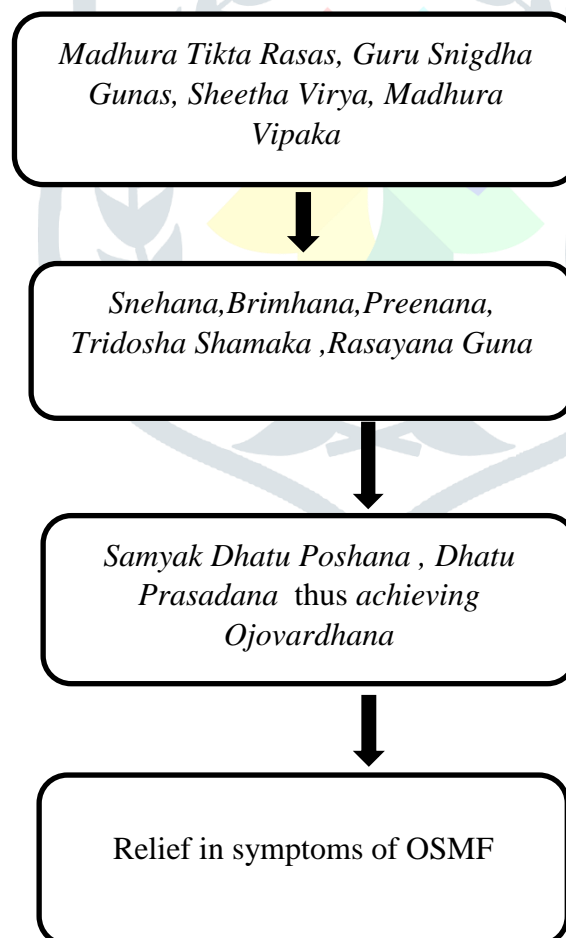 Madhura Tikta Rasas, Guru Snigdha
Gunas, Sheetha Virya, Madhura
Vipaka
Snehana,Brimhana,Preenana,
Tridosha Shamaka ,Rasayana Guna
Samyak Dhatu Poshana , Dhatu
Prasadana thus achieving
Ojovardhana
Relief in symptoms of OSMF